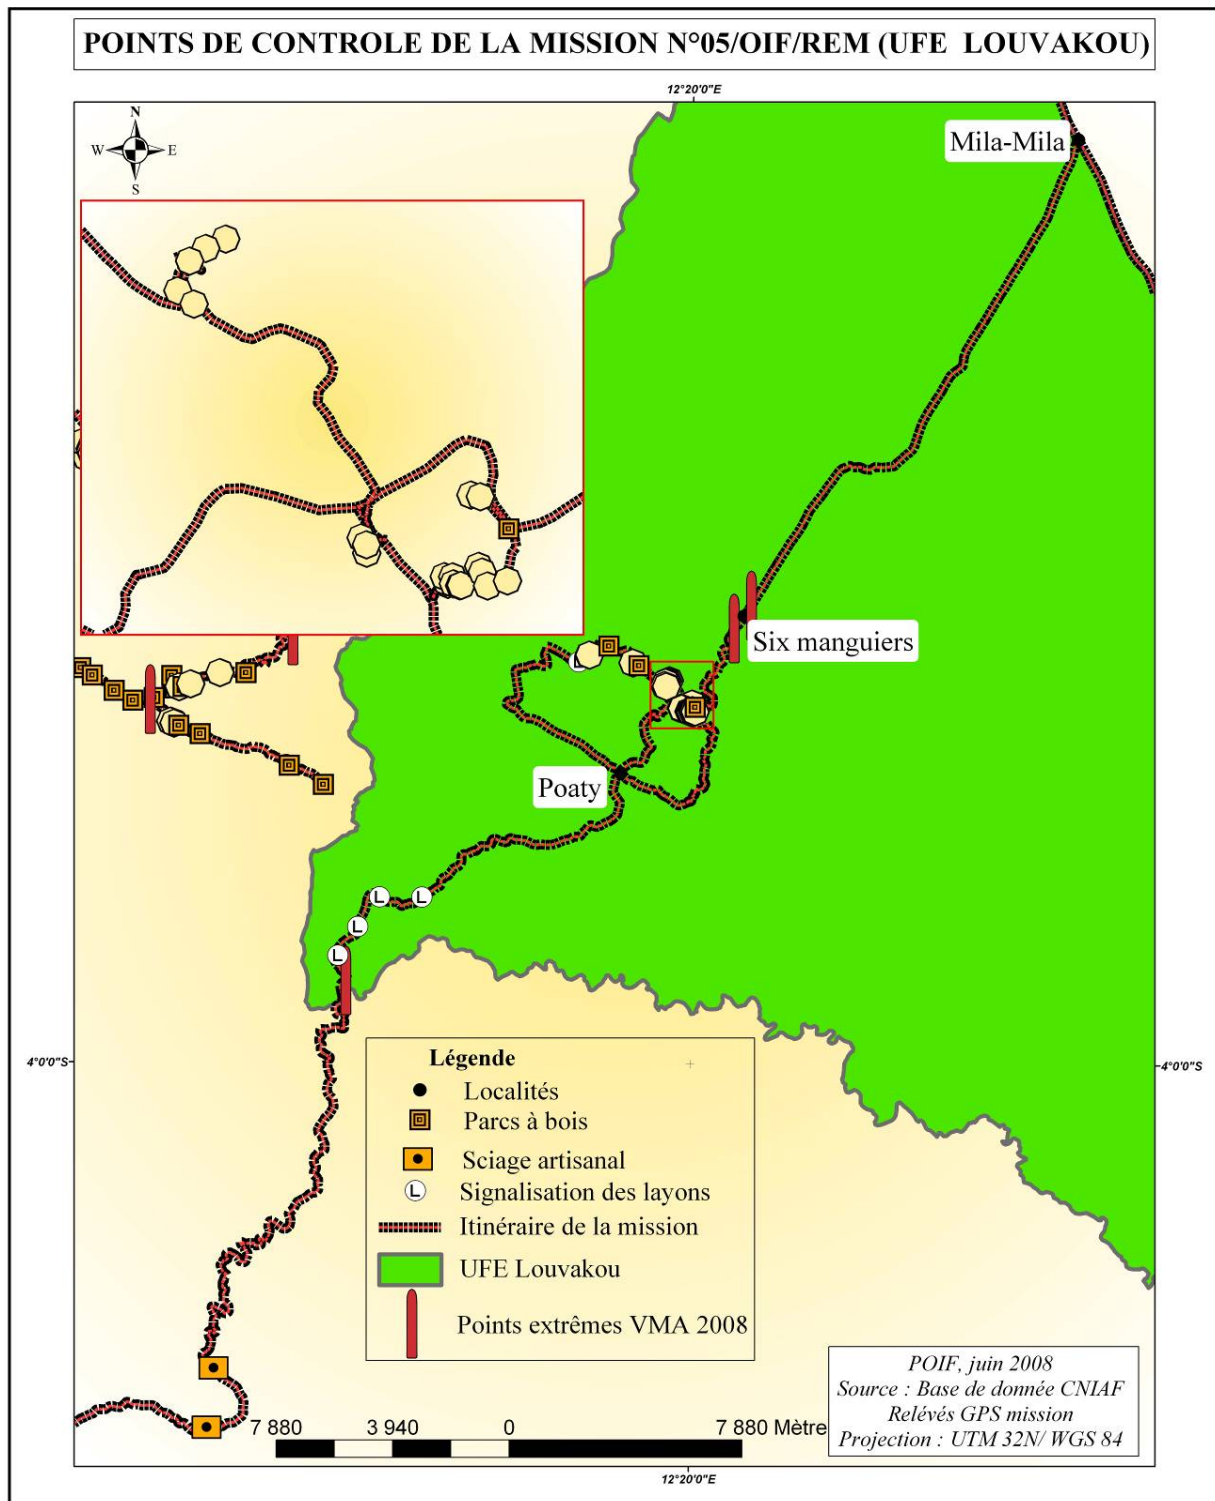 POINTS DE CONTROLE DE LA MISSION N°05/OIF/REM (UFE LOUVAKOU)
12°20'0"E
N
W E
S
Mila-Mila
Six manguiers
Poaty
L
L
L
L
4°0'0"S
4°0'0"S
Légende
Localités
Parcs à bois
Sciage artisanal
L Signalisation des layons
Itinéraire de la mission
UFE Louvakou
Points extrêmes VMA 2008
POIF, juin 2008
Source : Base de donnée CNIAF
Rélévés GPS mission
Projection : UTM 32N/ WGS 84
7 880 3 940 0 7 880 Mètre
12°20'0"E